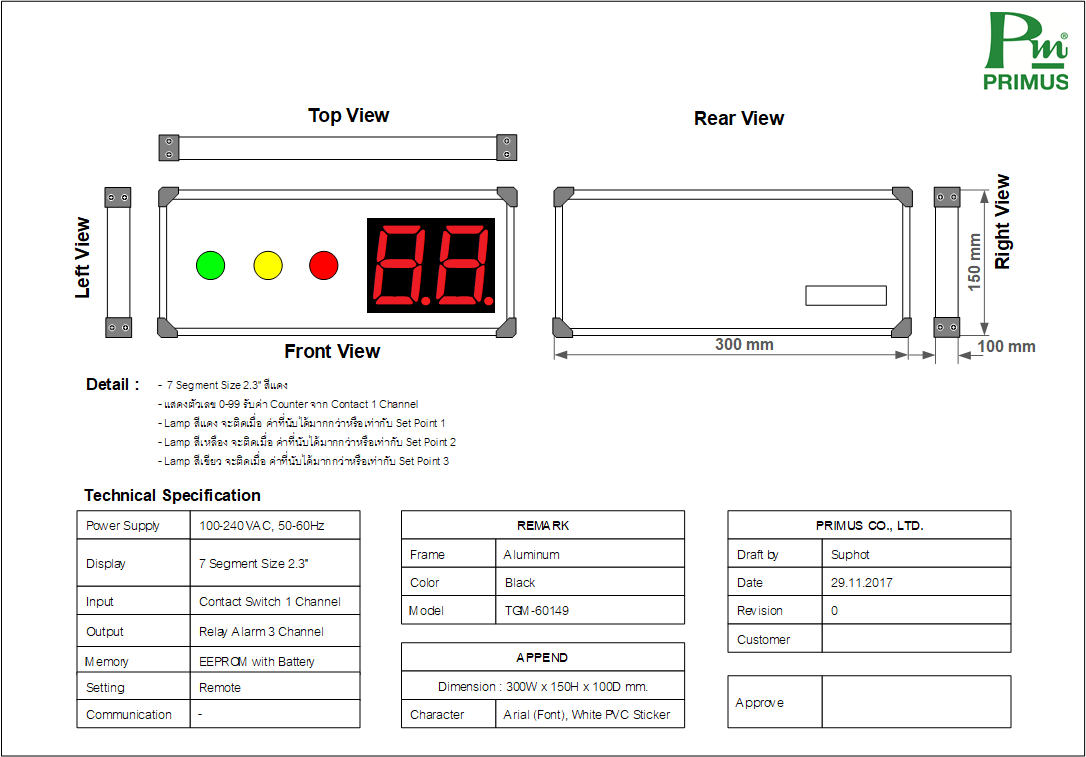 Pm®
PRIMUS
Top View
Rear View
Left View
Right View
8.8.
150 mm
Front View
300 mm
100 mm
Detail :
- 7 Segment Size 2.3" สีแดง
- แสดงตัวเลข 0-99 รับค่า Counter จาก Contact 1 Channel
- Lamp สีแดง จะติดเมื่อ ค่าที่นับได้มากกว่าหรือเท่ากับ Set Point 1
- Lamp สีเหลือง จะติดเมื่อ ค่าที่นับได้มากกว่าหรือเท่ากับ Set Point 2
- Lamp สีเขียว จะติดเมื่อ ค่าที่นับได้มากกว่าหรือเท่ากับ Set Point 3
Technical Specification
Power Supply 100-240VAC, 50-60Hz
Display 7 Segment Size 2.3"
Input Contact Switch 1 Channel
Output Relay Alarm 3 Channel
Memory EEPROM with Battery
Setting Remote
Communication -
REMARK
Frame Aluminum
Color Black
Model TGM-60149
APPEND
Dimension : 300W x 150H x 100D mm.
Character Arial (Font), White PVC Sticker
PRIMUS CO., LTD.
Draft by Suphot
Date 29.11.2017
Revision 0
Customer
Approve